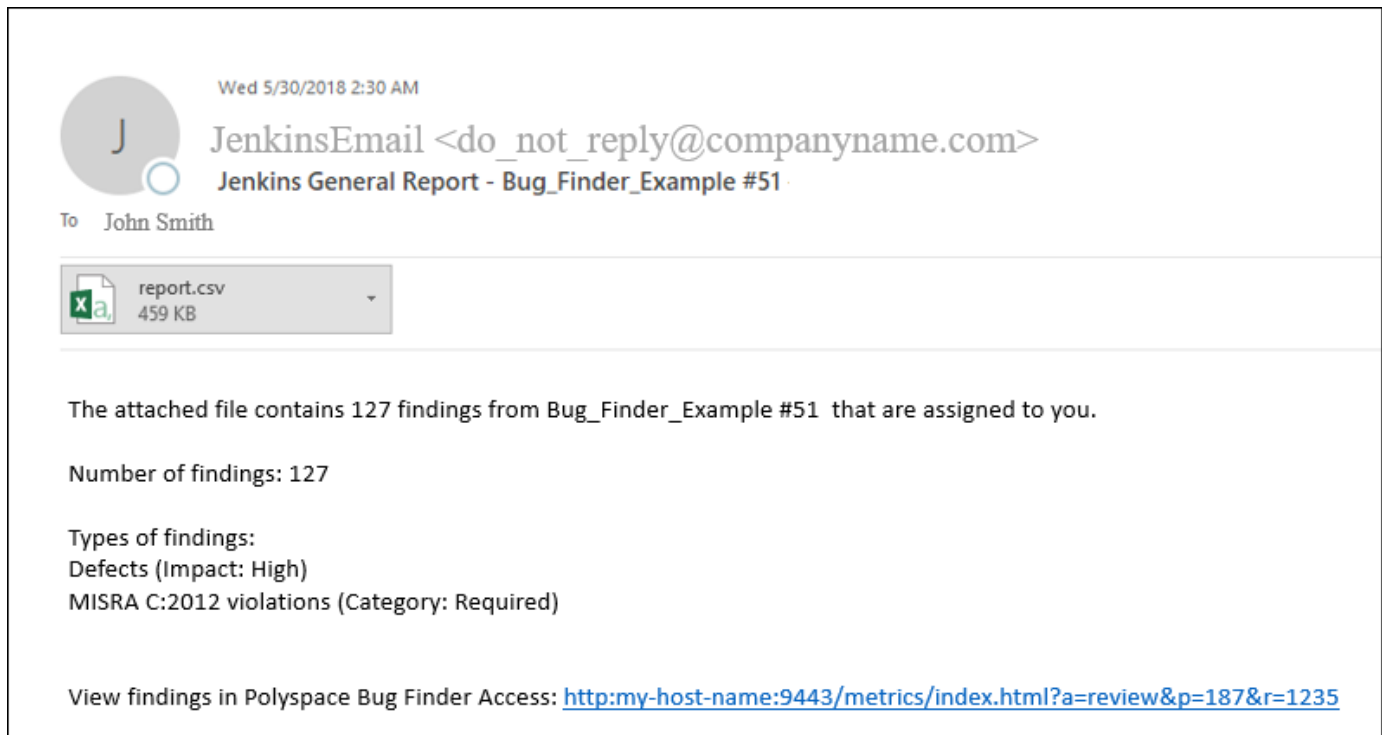 Wed 5/30/2018 2:30 AM
J
JenkinsEmail <do_not_reply@companyname.com>
Jenkins General Report - Bug_Finder_Example #51
To John Smith
X a,
report.csv
459 KB
The attached file contains 127 findings from Bug_Finder_Example #51 that are assigned to you.
Number of findings: 127
Types of findings:
Defects (Impact: High)
MISRA C:2012 violations (Category: Required)
View findings in Polyspace Bug Finder Access: http:my-host-name:9443/metrics/index.html?a=review&p=187&r=1235